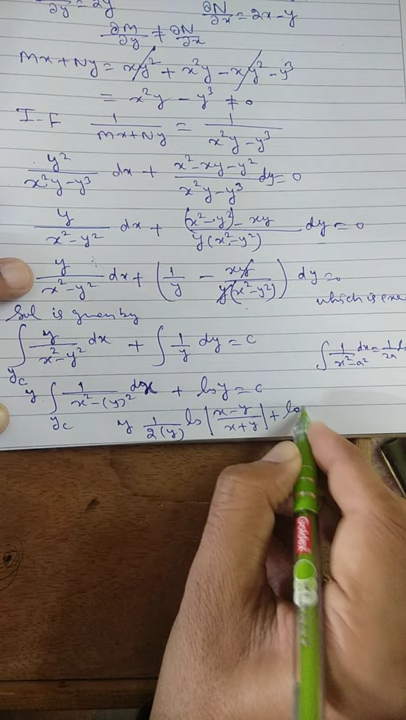 ∂M/∂y = 2y    ∂N/∂x = 2x-y
∂M/∂y ≠ ∂N/∂x
Mx + Ny = xy² + x²y - xy² - y³
= x²y - y³ ≠ 0
I-F 1/(Mx+Ny) = 1/(x²y-y³)
y²/(x²y-y³) dx + (x²-xy-y²)/(x²y-y³) dy = 0
y/(x²-y²) dx + ((x²-y²)-xy)/(y(x²-y²)) dy = 0
y/(x²-y²) dx + (1/y - xy/(y(x²-y²))) dy =
which is
Sol is given by
∫yc y/(x²-y²) dx + ∫ 1/y dy = c
∫ 1/(x²-a²) dx = 1/2a
y ∫yc 1/(x²-(y)²) dx + log y = c
y 1/2(y) log |(x-y)/(x+y)| + lo
Goldex